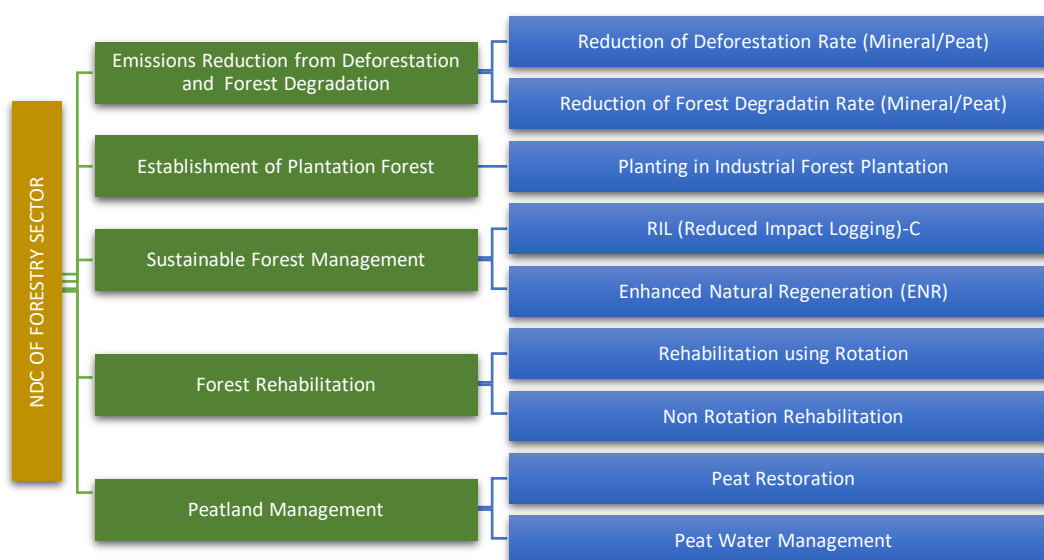 NDC OF FORESTRY SECTOR
Emissions Reduction from Deforestation
and Forest Degradation
Reduction of Deforestation Rate (Mineral/Peat)
Reduction of Forest Degradatin Rate (Mineral/Peat)
Establishment of Plantation Forest
Planting in Industrial Forest Plantation
Sustainable Forest Management
RIL (Reduced Impact Logging)-C
Enhanced Natural Regeneration (ENR)
Forest Rehabilitation
Rehabilitation using Rotation
Non Rotation Rehabilitation
Peatland Management
Peat Restoration
Peat Water Management